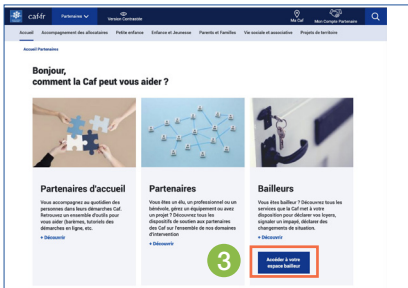 caf.fr
Partenaires
Version Contrastée
Ma Caf
Mon Compte Partenaire
Accueil
Accompagnement des allocataires
Petite enfance
Enfance et Jeunesse
Parents et Familles
Vie sociale et associative
Projets de territoire
Accueil Partenaires
Bonjour,
comment la Caf peut vous aider ?
Partenaires d'accueil
Vous accompagnez au quotidien des
personnes dans leurs démarches Caf.
Retrouvez un ensemble d'outils pour
vous aider (barèmes, tutoriels des
démarches en ligne, etc.
+ Découvrir
Partenaires
Vous êtes un élu, un professionnel ou un
bénévole, gérez un équipement ou avez
un projet ? Découvrez tous les
dispositifs de soutien aux partenaires
des Caf sur l'ensemble de nos domaines
d'intervention
+ Découvrir
Bailleurs
Vous êtes bailleur ? Découvrez tous les
services que la Caf met à votre
disposition pour déclarer vos loyers,
signaler un impayé, déclarer des
changements de situation.
+ Découvrir
3
Accéder à votre
espace bailleur